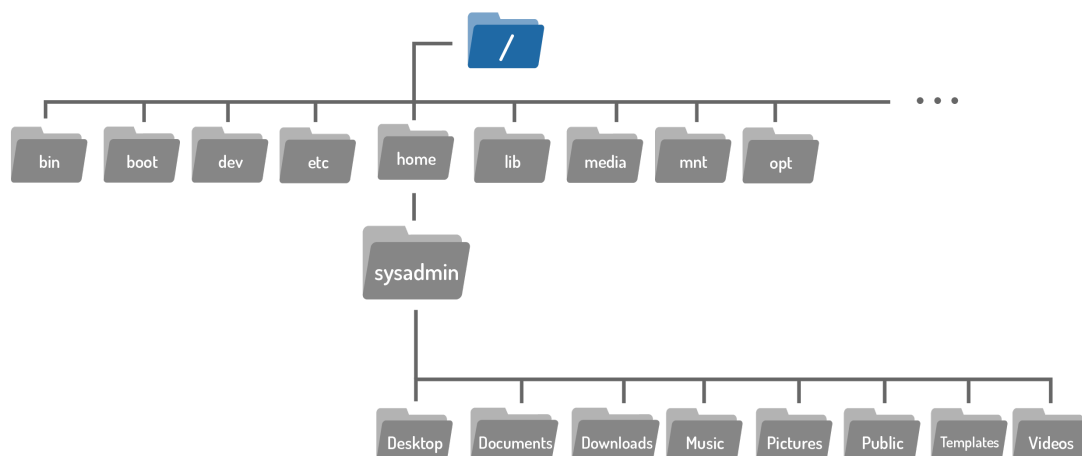 /
bin boot dev etc home lib media mnt opt
sysadmin
Desktop Documents Downloads Music Pictures Public Templates Videos